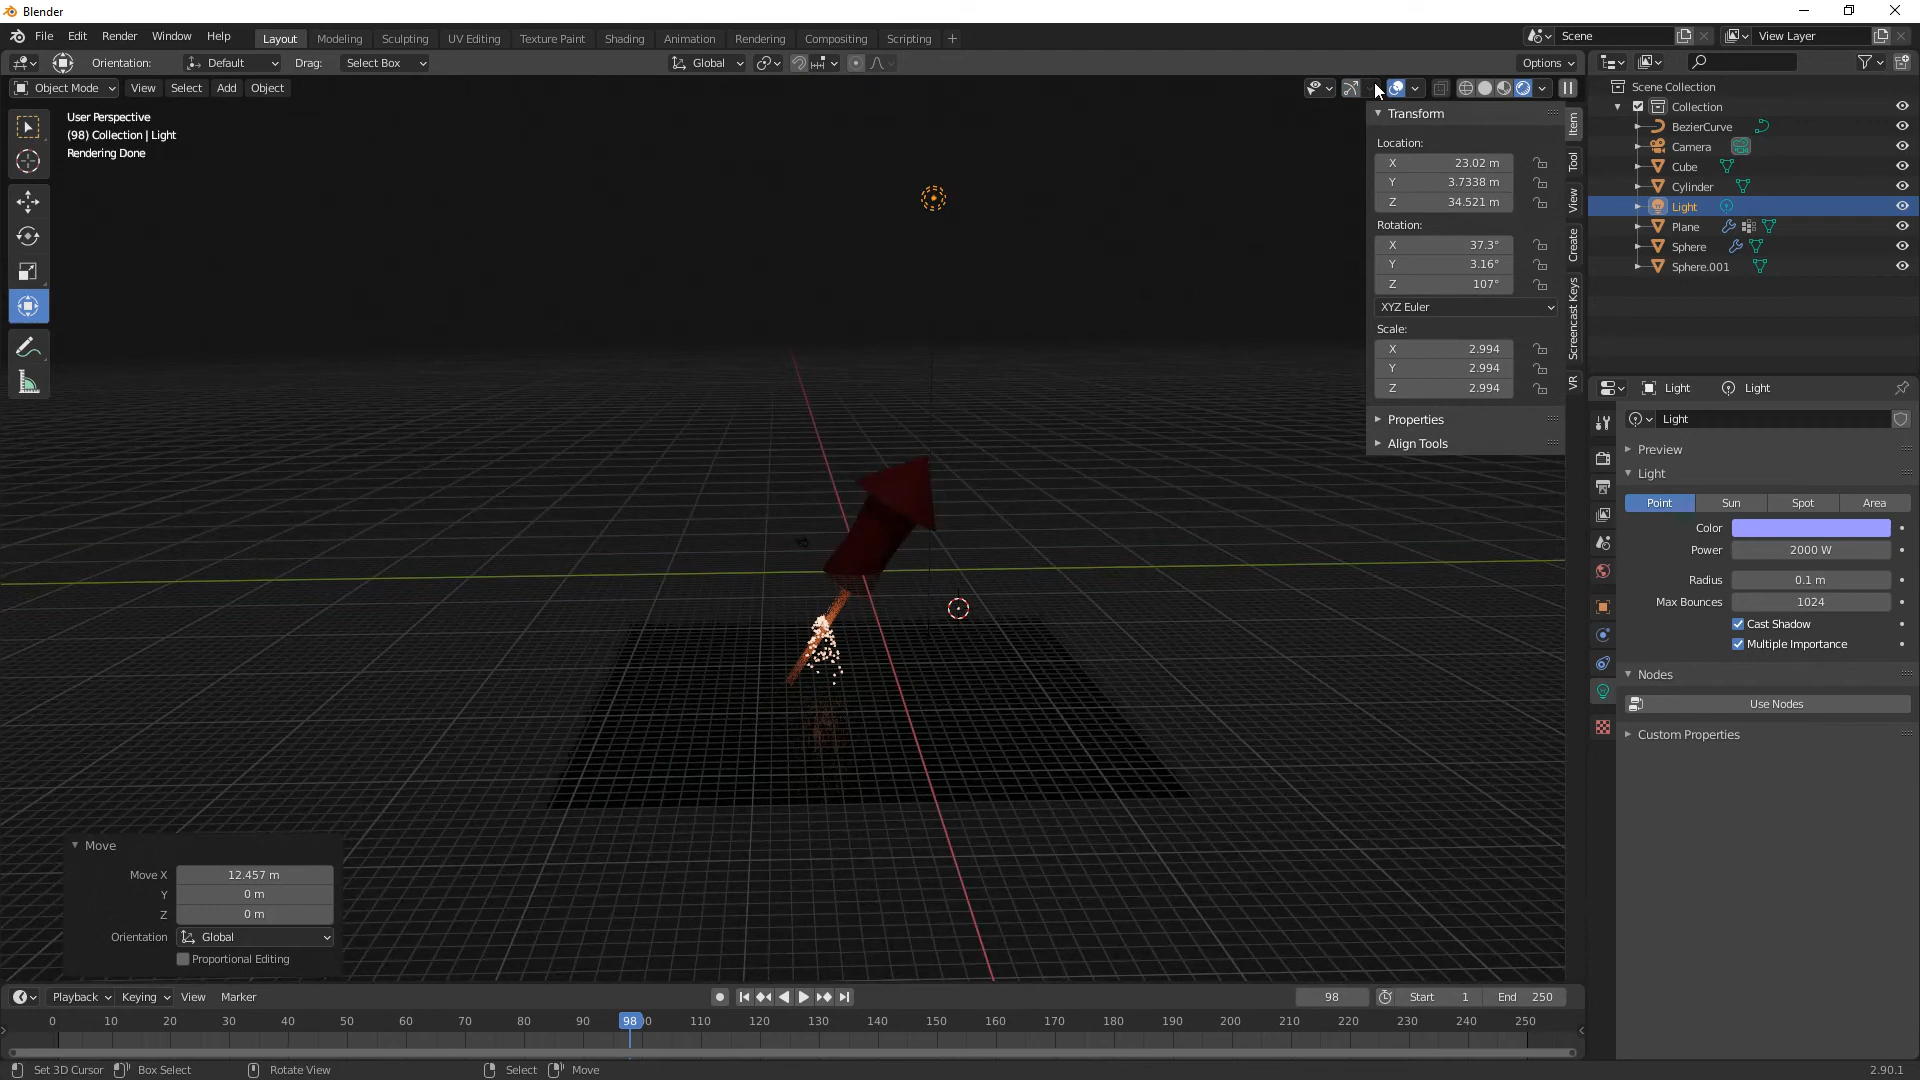 Blender
File Edit Render Window Help
Layout Modeling Sculpting UV Editing Texture Paint Shading Animation Rendering Compositing Scripting +
Scene
View Layer
Orientation: Default Drag: Select Box
Global
Options
Object Mode View Select Add Object
User Perspective
(98) Collection | Light
Rendering Done
Transform
Location:
X 23.02 m
Y 3.7338 m
Z 34.521 m
Rotation:
X 37.3°
Y 3.16°
Z 107°
XYZ Euler
Scale:
X 2.994
Y 2.994
Z 2.994
Properties
Align Tools
Item
Tool
View
Create
Screencast Keys
VR
Scene Collection
Collection
BezierCurve
Camera
Cube
Cylinder
Light
Plane
Sphere
Sphere.001
Light Light
Light
Preview
Light
Point Sun Spot Area
Color
Power 2000 W
Radius 0.1 m
Max Bounces 1024
Cast Shadow
Multiple Importance
Nodes
Use Nodes
Custom Properties
Move
Move X 12.457 m
Y 0 m
Z 0 m
Orientation Global
Proportional Editing
Playback Keying View Marker
98 Start 1 End 250
0 10 20 30 40 50 60 70 80 90 98 110 120 130 140 150 160 170 180 190 200 210 220 230 240 250
Set 3D Cursor Box Select Rotate View Select Move 2.90.1